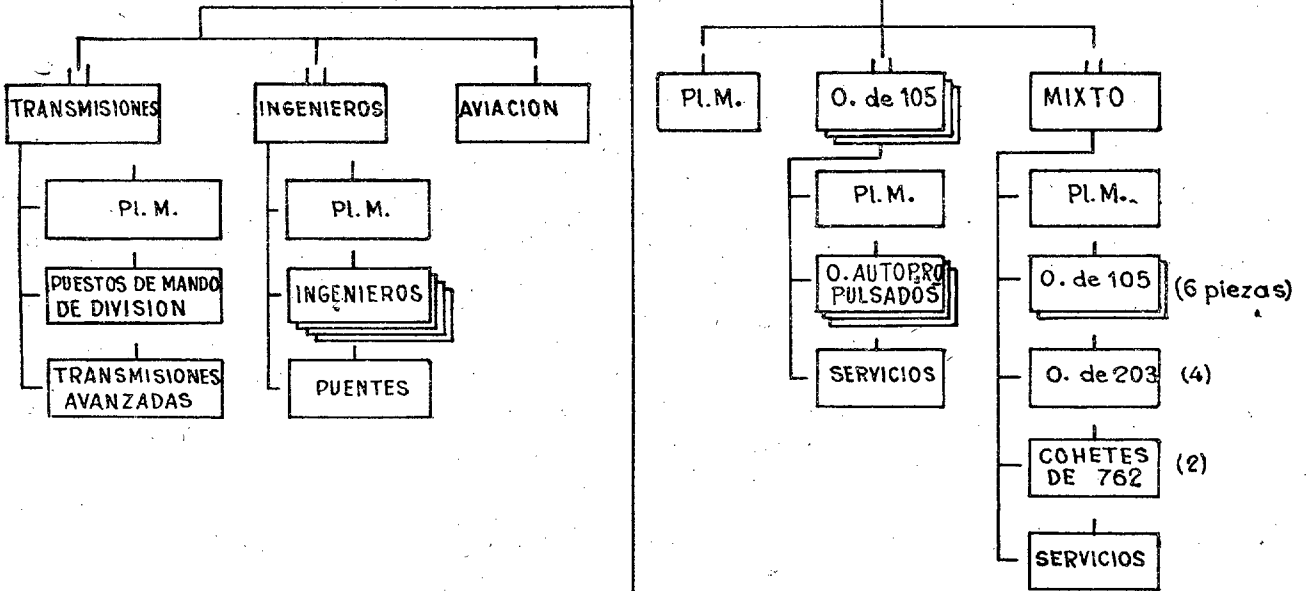 TRANSMISIONES
INGENIEROS
AVIACION
Pl. M.
Pl. M.
PUESTOS DE MANDO
DE DIVISION
INGENIEROS
TRANSMISIONES
AVANZADAS
PUENTES
Pl. M.
O. de 105
MIXTO
Pl. M.
Pl. M.
O. AUTOPRO
PULSADOS
O. de 105 (6 piezas)
SERVICIOS
O. de 203 (4)
COHETES
DE 762 (2)
SERVICIOS